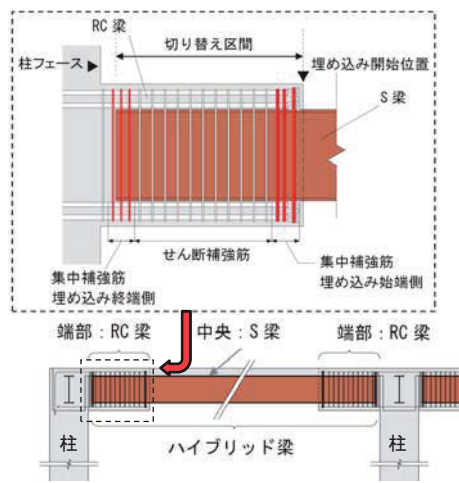 RC 梁
切り替え区間
柱フェース
埋め込み開始位置
S 梁
せん断補強筋
集中補強筋
埋め込み終端側
集中補強筋
埋め込み始端側
端部：RC 梁
中央：S 梁
端部：RC 梁
柱
ハイブリッド梁
柱